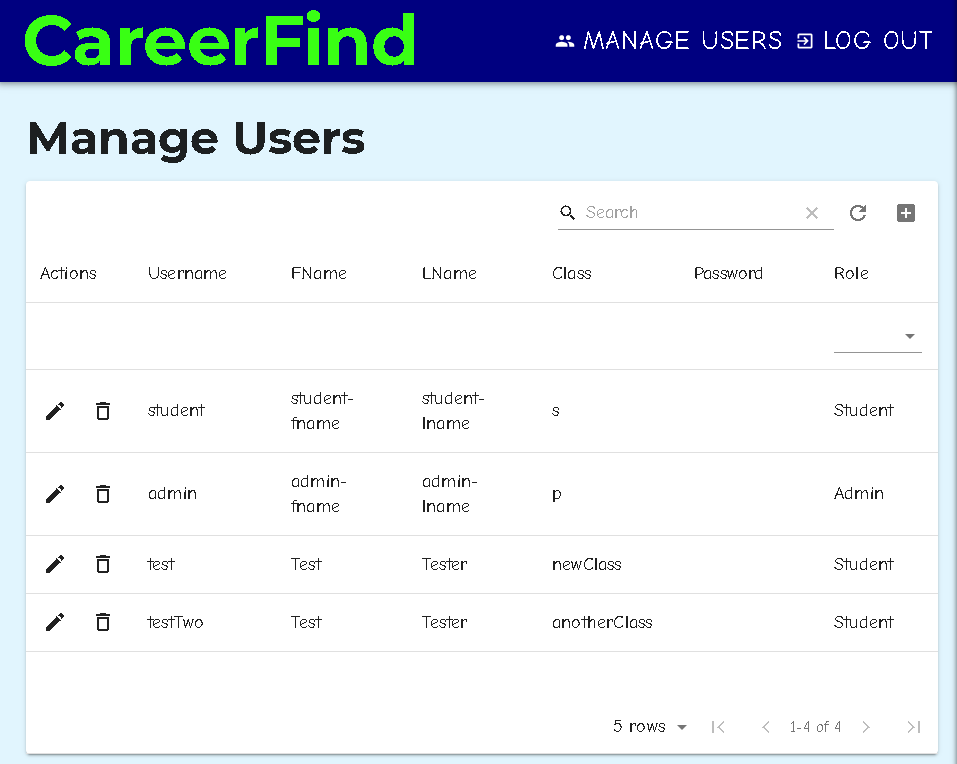 CareerFind MANAGE USERS LOG OUT
Manage Users
Search
Actions Username FName LName Class Password Role
student student-fname student-lname s Student
admin admin-fname admin-lname p Admin
test Test Tester newClass Student
testTwo Test Tester anotherClass Student
5 rows 1-4 of 4